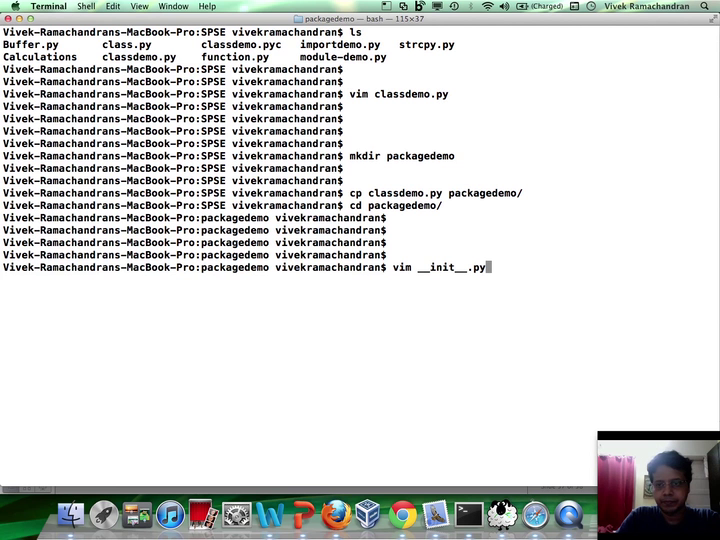 Terminal Shell Edit View Window Help (Charged) Vivek Ramachandran
packagedemo — bash — 115×37
Vivek-Ramachandrans-MacBook-Pro:SPSE vivekramachandran$ ls
Buffer.py class.py classdemo.pyc importdemo.py strcpy.py
Calculations classdemo.py function.py module-demo.py
Vivek-Ramachandrans-MacBook-Pro:SPSE vivekramachandran$
Vivek-Ramachandrans-MacBook-Pro:SPSE vivekramachandran$
Vivek-Ramachandrans-MacBook-Pro:SPSE vivekramachandran$ vim classdemo.py
Vivek-Ramachandrans-MacBook-Pro:SPSE vivekramachandran$
Vivek-Ramachandrans-MacBook-Pro:SPSE vivekramachandran$
Vivek-Ramachandrans-MacBook-Pro:SPSE vivekramachandran$
Vivek-Ramachandrans-MacBook-Pro:SPSE vivekramachandran$
Vivek-Ramachandrans-MacBook-Pro:SPSE vivekramachandran$ mkdir packagedemo
Vivek-Ramachandrans-MacBook-Pro:SPSE vivekramachandran$
Vivek-Ramachandrans-MacBook-Pro:SPSE vivekramachandran$
Vivek-Ramachandrans-MacBook-Pro:SPSE vivekramachandran$ cp classdemo.py packagedemo/
Vivek-Ramachandrans-MacBook-Pro:SPSE vivekramachandran$ cd packagedemo/
Vivek-Ramachandrans-MacBook-Pro:packagedemo vivekramachandran$
Vivek-Ramachandrans-MacBook-Pro:packagedemo vivekramachandran$
Vivek-Ramachandrans-MacBook-Pro:packagedemo vivekramachandran$
Vivek-Ramachandrans-MacBook-Pro:packagedemo vivekramachandran$
Vivek-Ramachandrans-MacBook-Pro:packagedemo vivekramachandran$ vim __init__.py